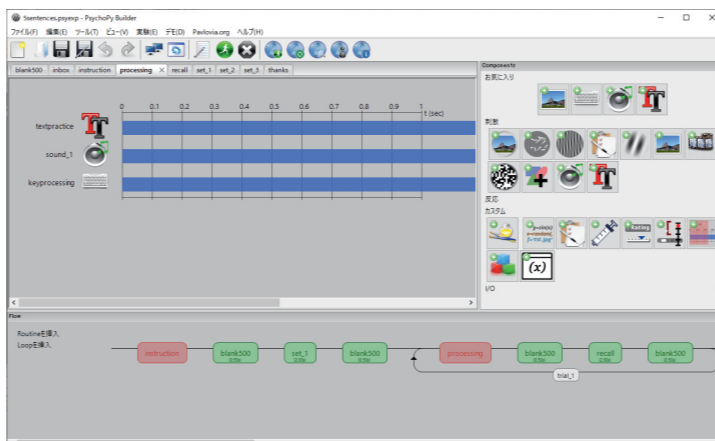 5sentences.psyexp - PsychoPy Builder
ファイル(F) 編集(E) ツール(T) ビュー(V) 実験(E) デモ(D) Pavlovia.org ヘルプ(H)
blank500 inbox instruction processing × recall set_1 set_2 set_3 thanks
Components
お気に入り
0 0.1 0.2 0.3 0.4 0.5 0.6 0.7 0.8 0.9 1
t (sec)
textpractice
sound_1
keyprocessing
刺激
反応
カスタム
Rating
(x)
I/O
Flow
Routineを挿入
Loopを挿入
instruction blank500 set_1 blank500 processing blank500 recall blank500
trial_1